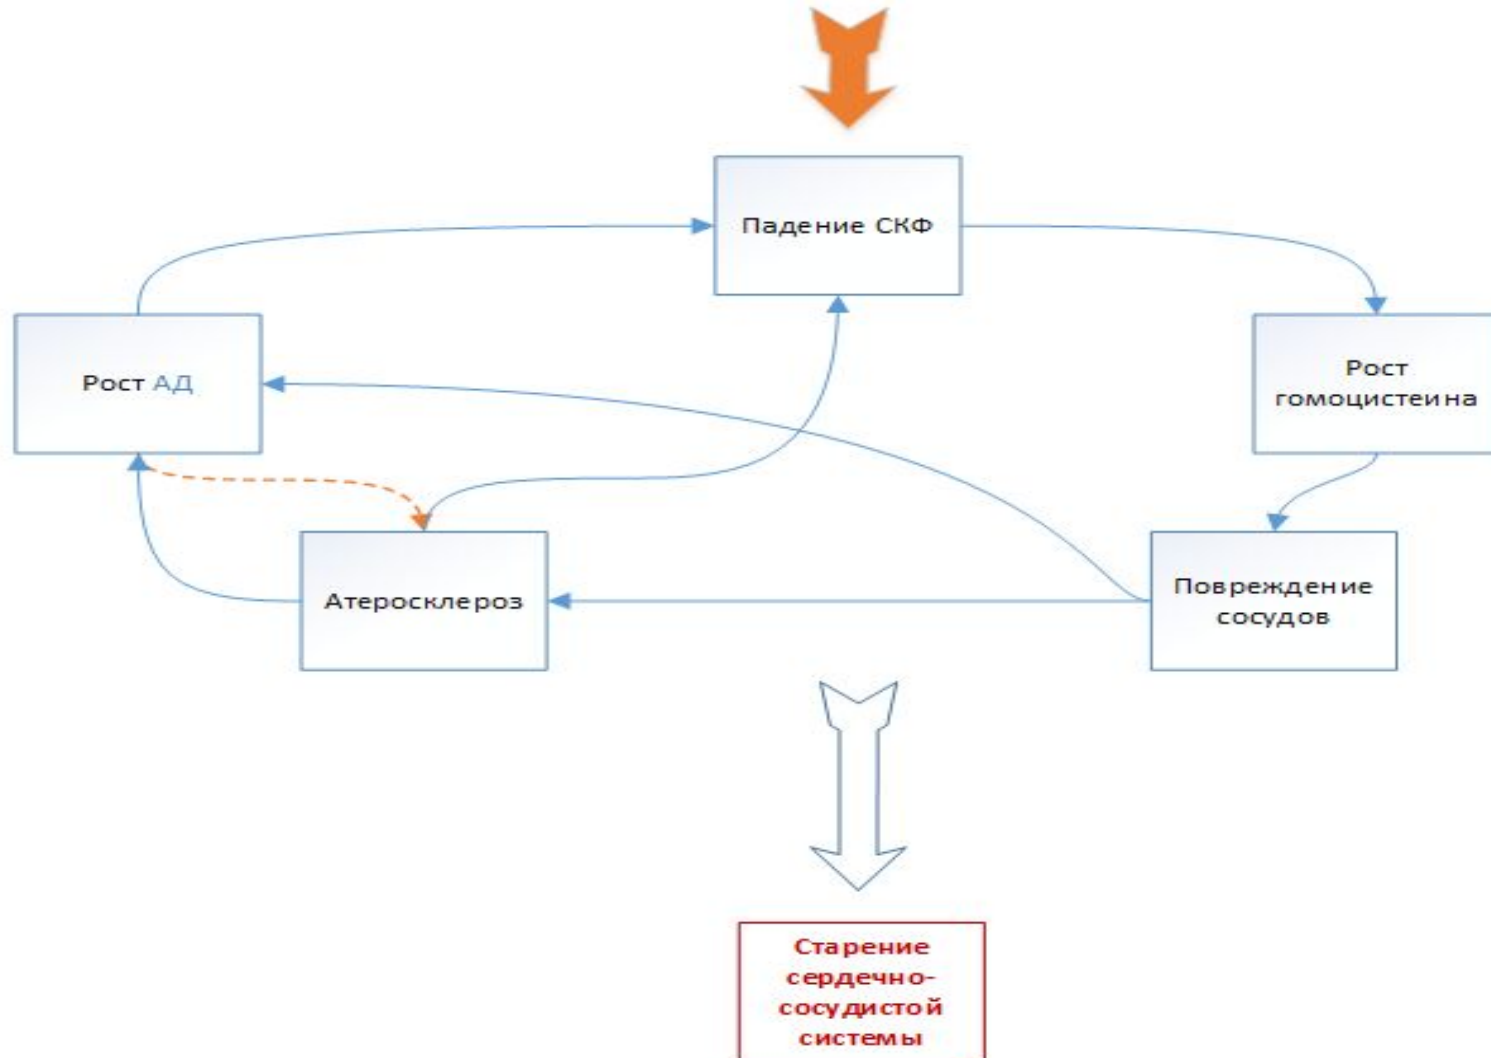 Падение СКФ
Рост АД
Рост
гомоцистеина
Атеросклероз
Повреждение
сосудов
Старение
сердечно-
сосудистой
системы